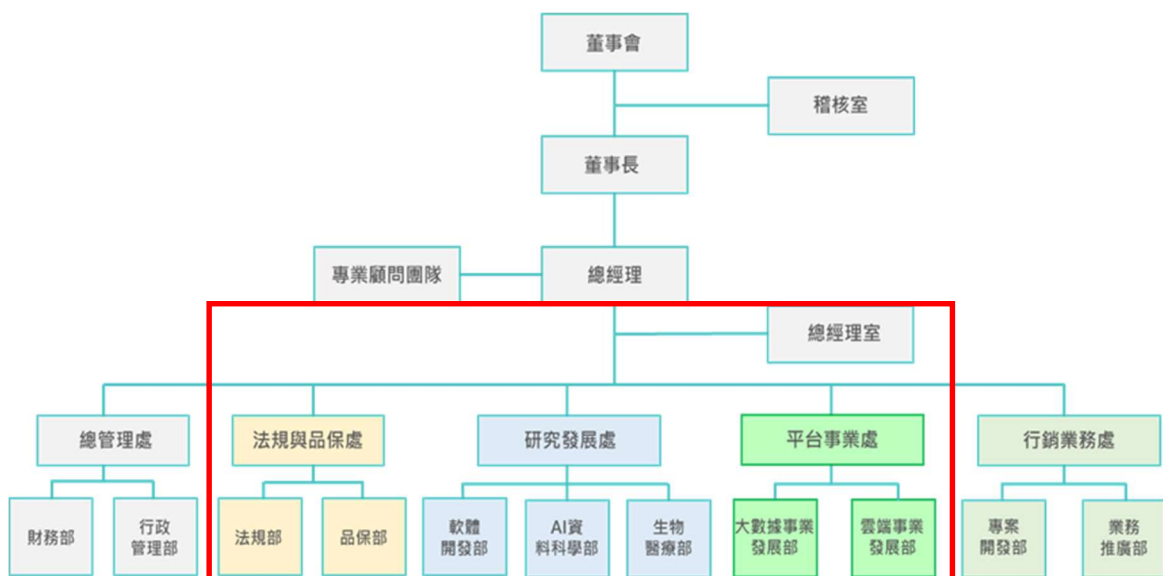 董事會
稽核室
董事長
專業顧問團隊
總經理
總經理室
總管理處
法規與品保處
研究發展處
平台事業處
行銷業務處
財務部
行政
管理部
法規部
品保部
軟體
開發部
AI資
料科學部
生物
醫療部
大數據事業
發展部
雲端事業
發展部
專案
開發部
業務
推廣部